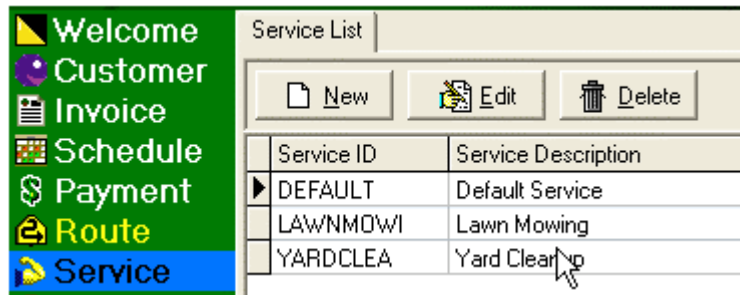 Welcome
Customer
Invoice
Schedule
Payment
Route
Service
Service List
New Edit Delete
Service ID Service Description
DEFAULT Default Service
LAWNMOWI Lawn Mowing
YARDCLEA Yard Cleanup